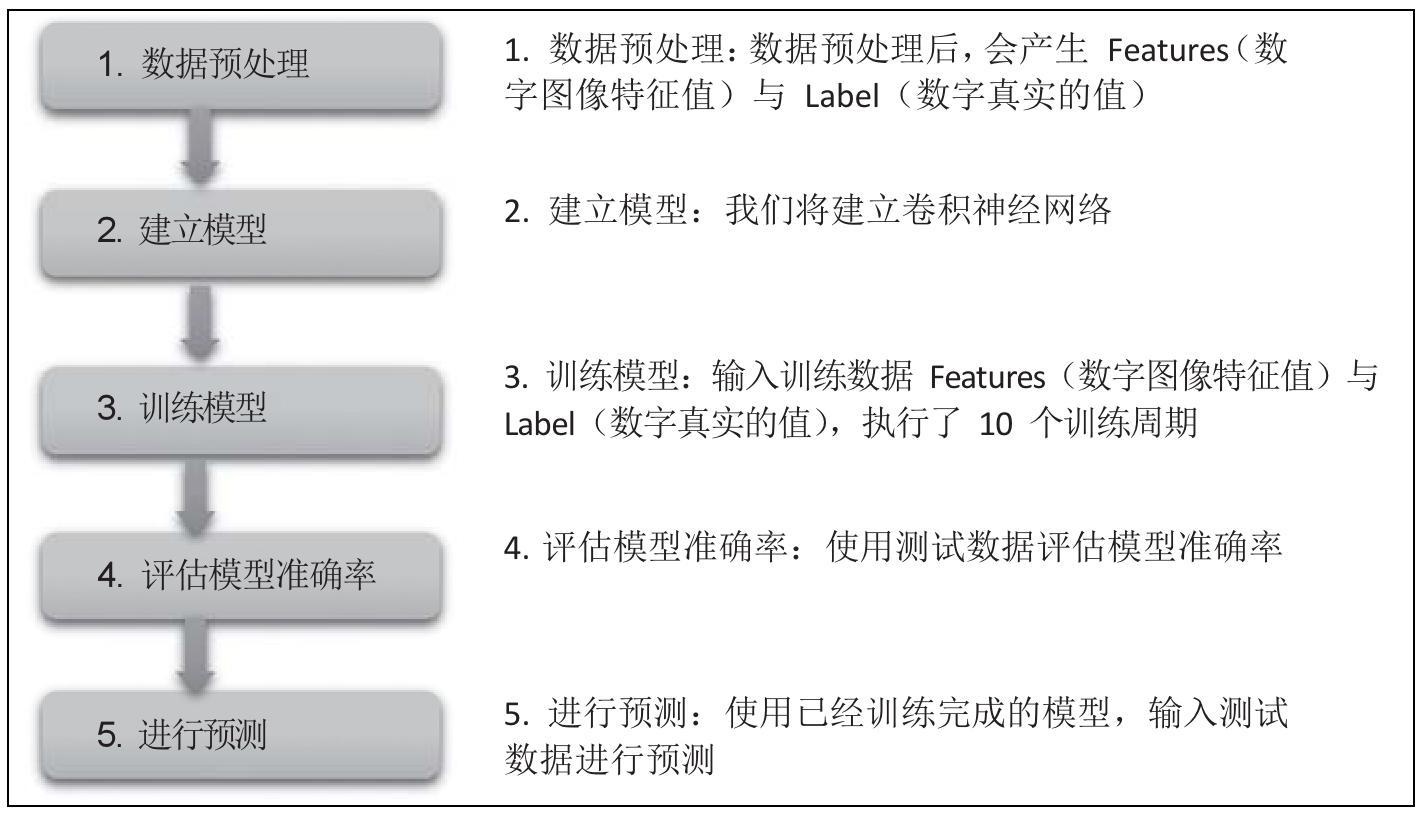 1. 数据预处理
1. 数据预处理：数据预处理后，会产生 Features（数
字图像特征值）与 Label（数字真实的值）
2. 建立模型
2. 建立模型：我们将建立卷积神经网络
3. 训练模型
3. 训练模型：输入训练数据 Features（数字图像特征值）与
Label（数字真实的值），执行了 10 个训练周期
4. 评估模型准确率
4. 评估模型准确率：使用测试数据评估模型准确率
5. 进行预测
5. 进行预测：使用已经训练完成的模型，输入测试
数据进行预测